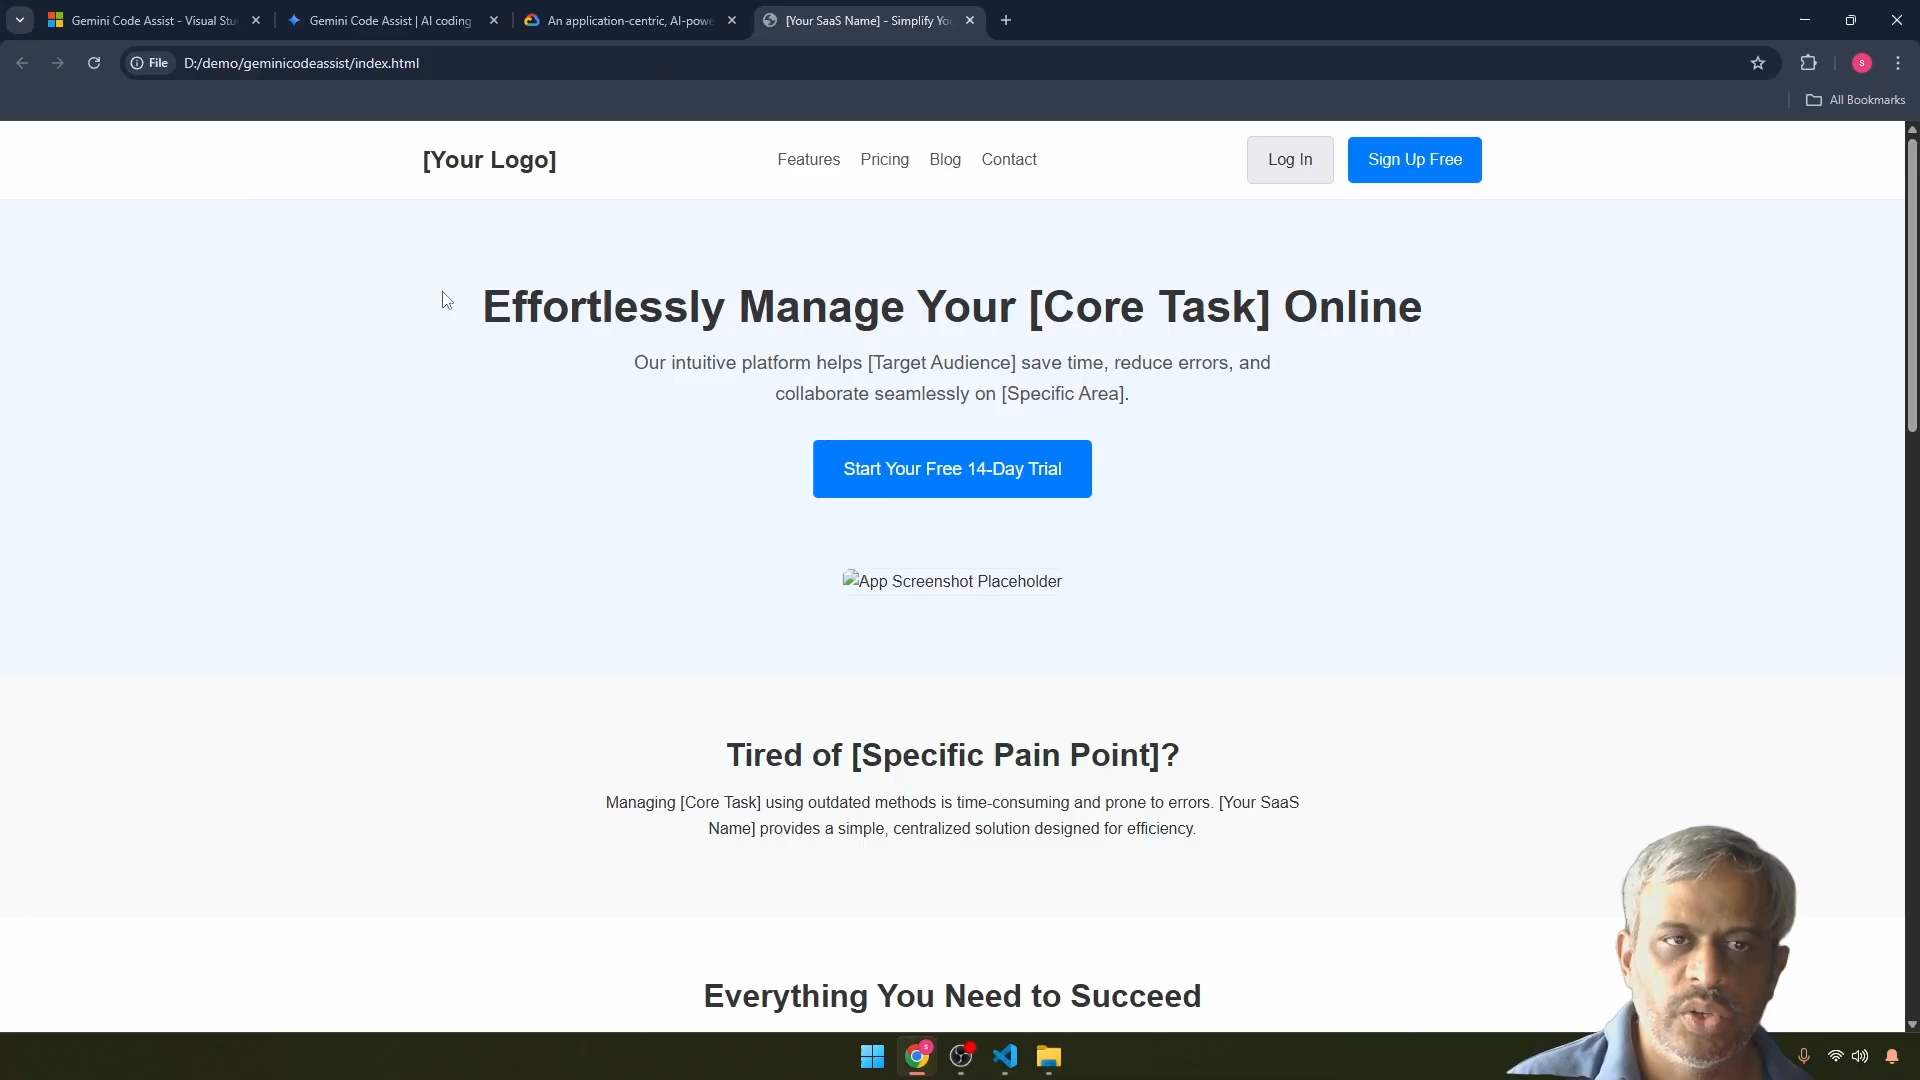 Gemini Code Assist - Visual Stu
Gemini Code Assist | AI coding
An application-centric, AI-powe
[Your SaaS Name] - Simplify Yo
File
D:/demo/geminicodeassist/index.html
S
All Bookmarks
[Your Logo]
Features
Pricing
Blog
Contact
Log In
Sign Up Free
Effortlessly Manage Your [Core Task] Online
Our intuitive platform helps [Target Audience] save time, reduce errors, and
collaborate seamlessly on [Specific Area].
Start Your Free 14-Day Trial
App Screenshot Placeholder
Tired of [Specific Pain Point]?
Managing [Core Task] using outdated methods is time-consuming and prone to errors. [Your SaaS
Name] provides a simple, centralized solution designed for efficiency.
Everything You Need to Succeed